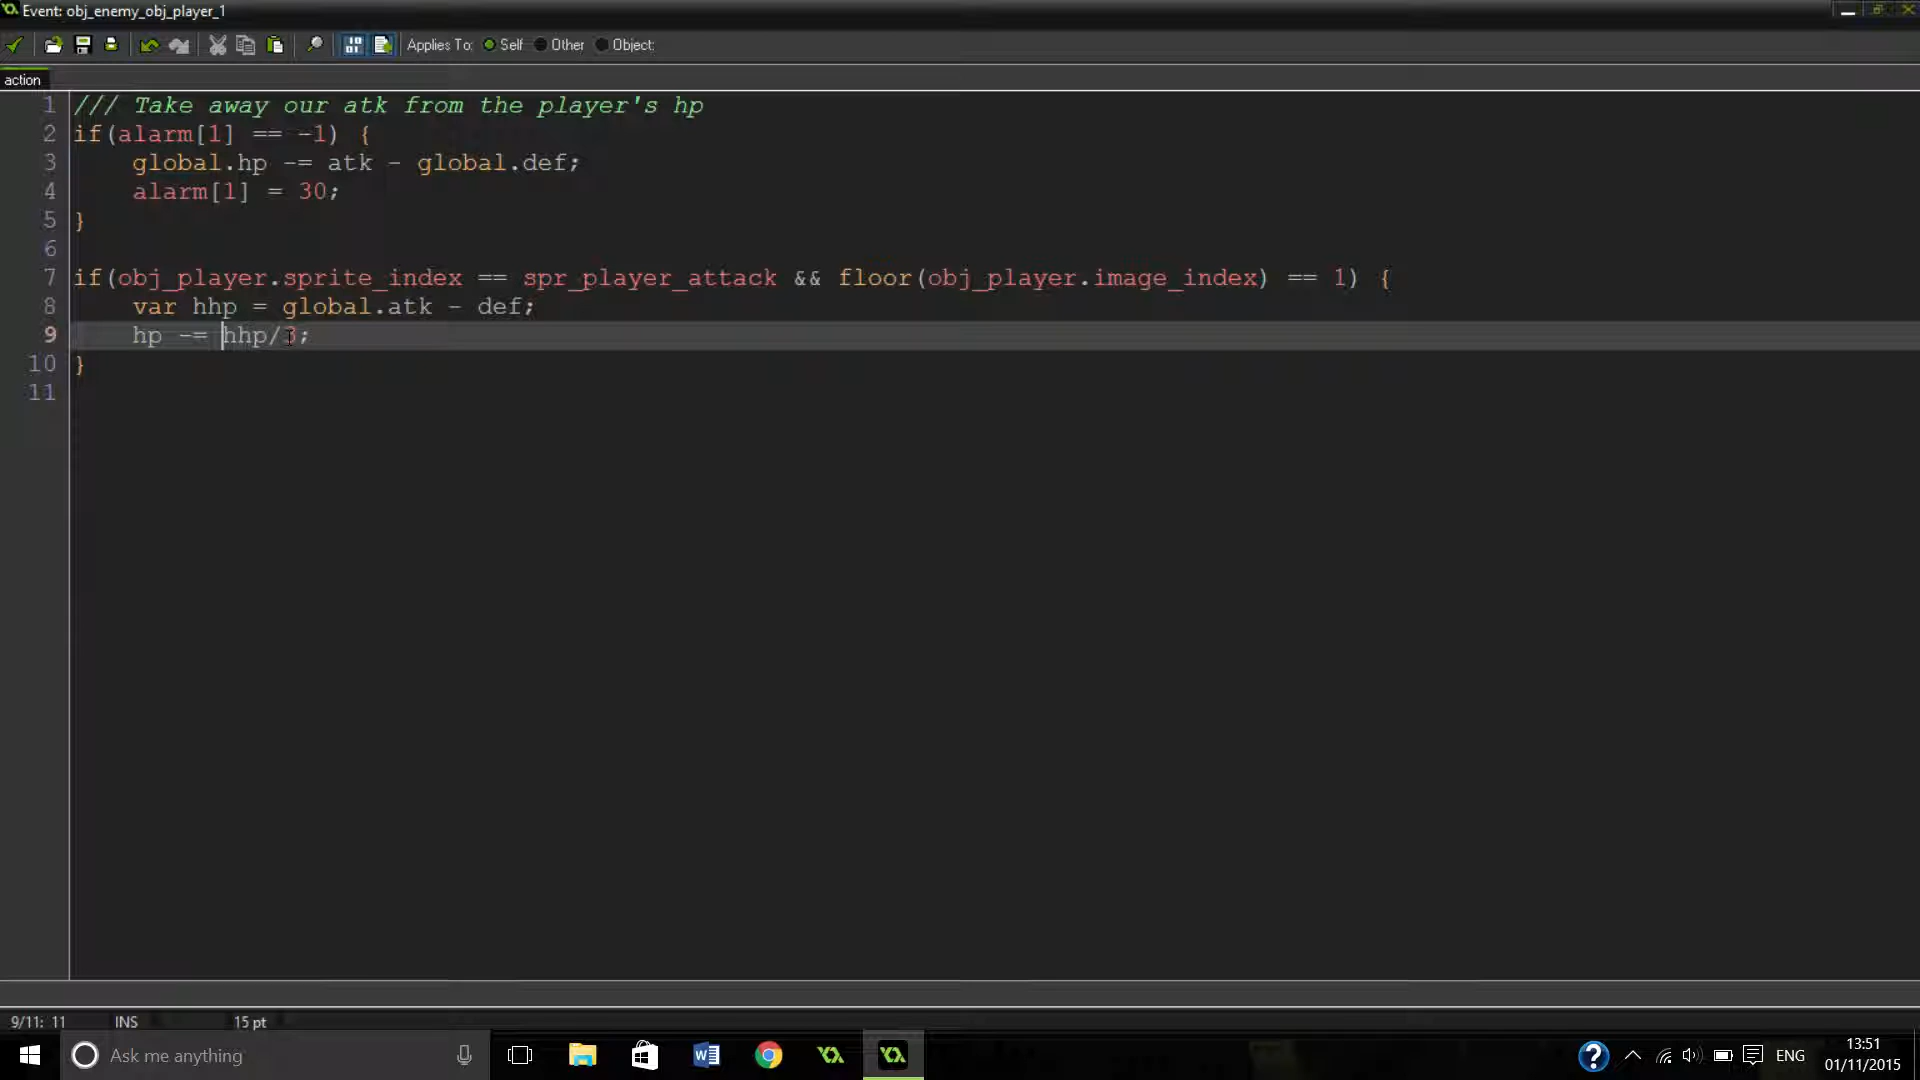 Event: obj_enemy_obj_player_1
Applies To: Self Other Object:
action
1 /// Take away our atk from the player's hp
2 if(alarm[1] == -1) {
3 global.hp -= atk - global.def;
4 alarm[1] = 30;
5 }
6
7 if(obj_player.sprite_index == spr_player_attack && floor(obj_player.image_index) == 1) {
8 var hhp = global.atk - def;
9 hp -= hhp/3;
10 }
11
9/11: 11 INS 15 pt
Ask me anything
ENG
13:51
01/11/2015